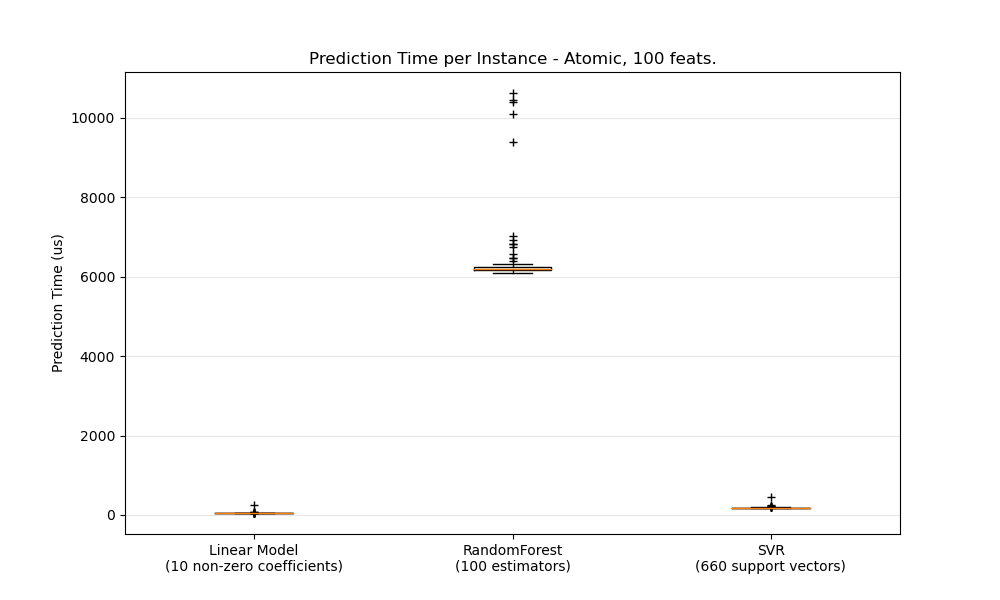 Prediction Time per Instance - Atomic, 100 feats.
Prediction Time (us)
10000
8000
6000
4000
2000
0
Linear Model
(10 non-zero coefficients)
RandomForest
(100 estimators)
SVR
(660 support vectors)